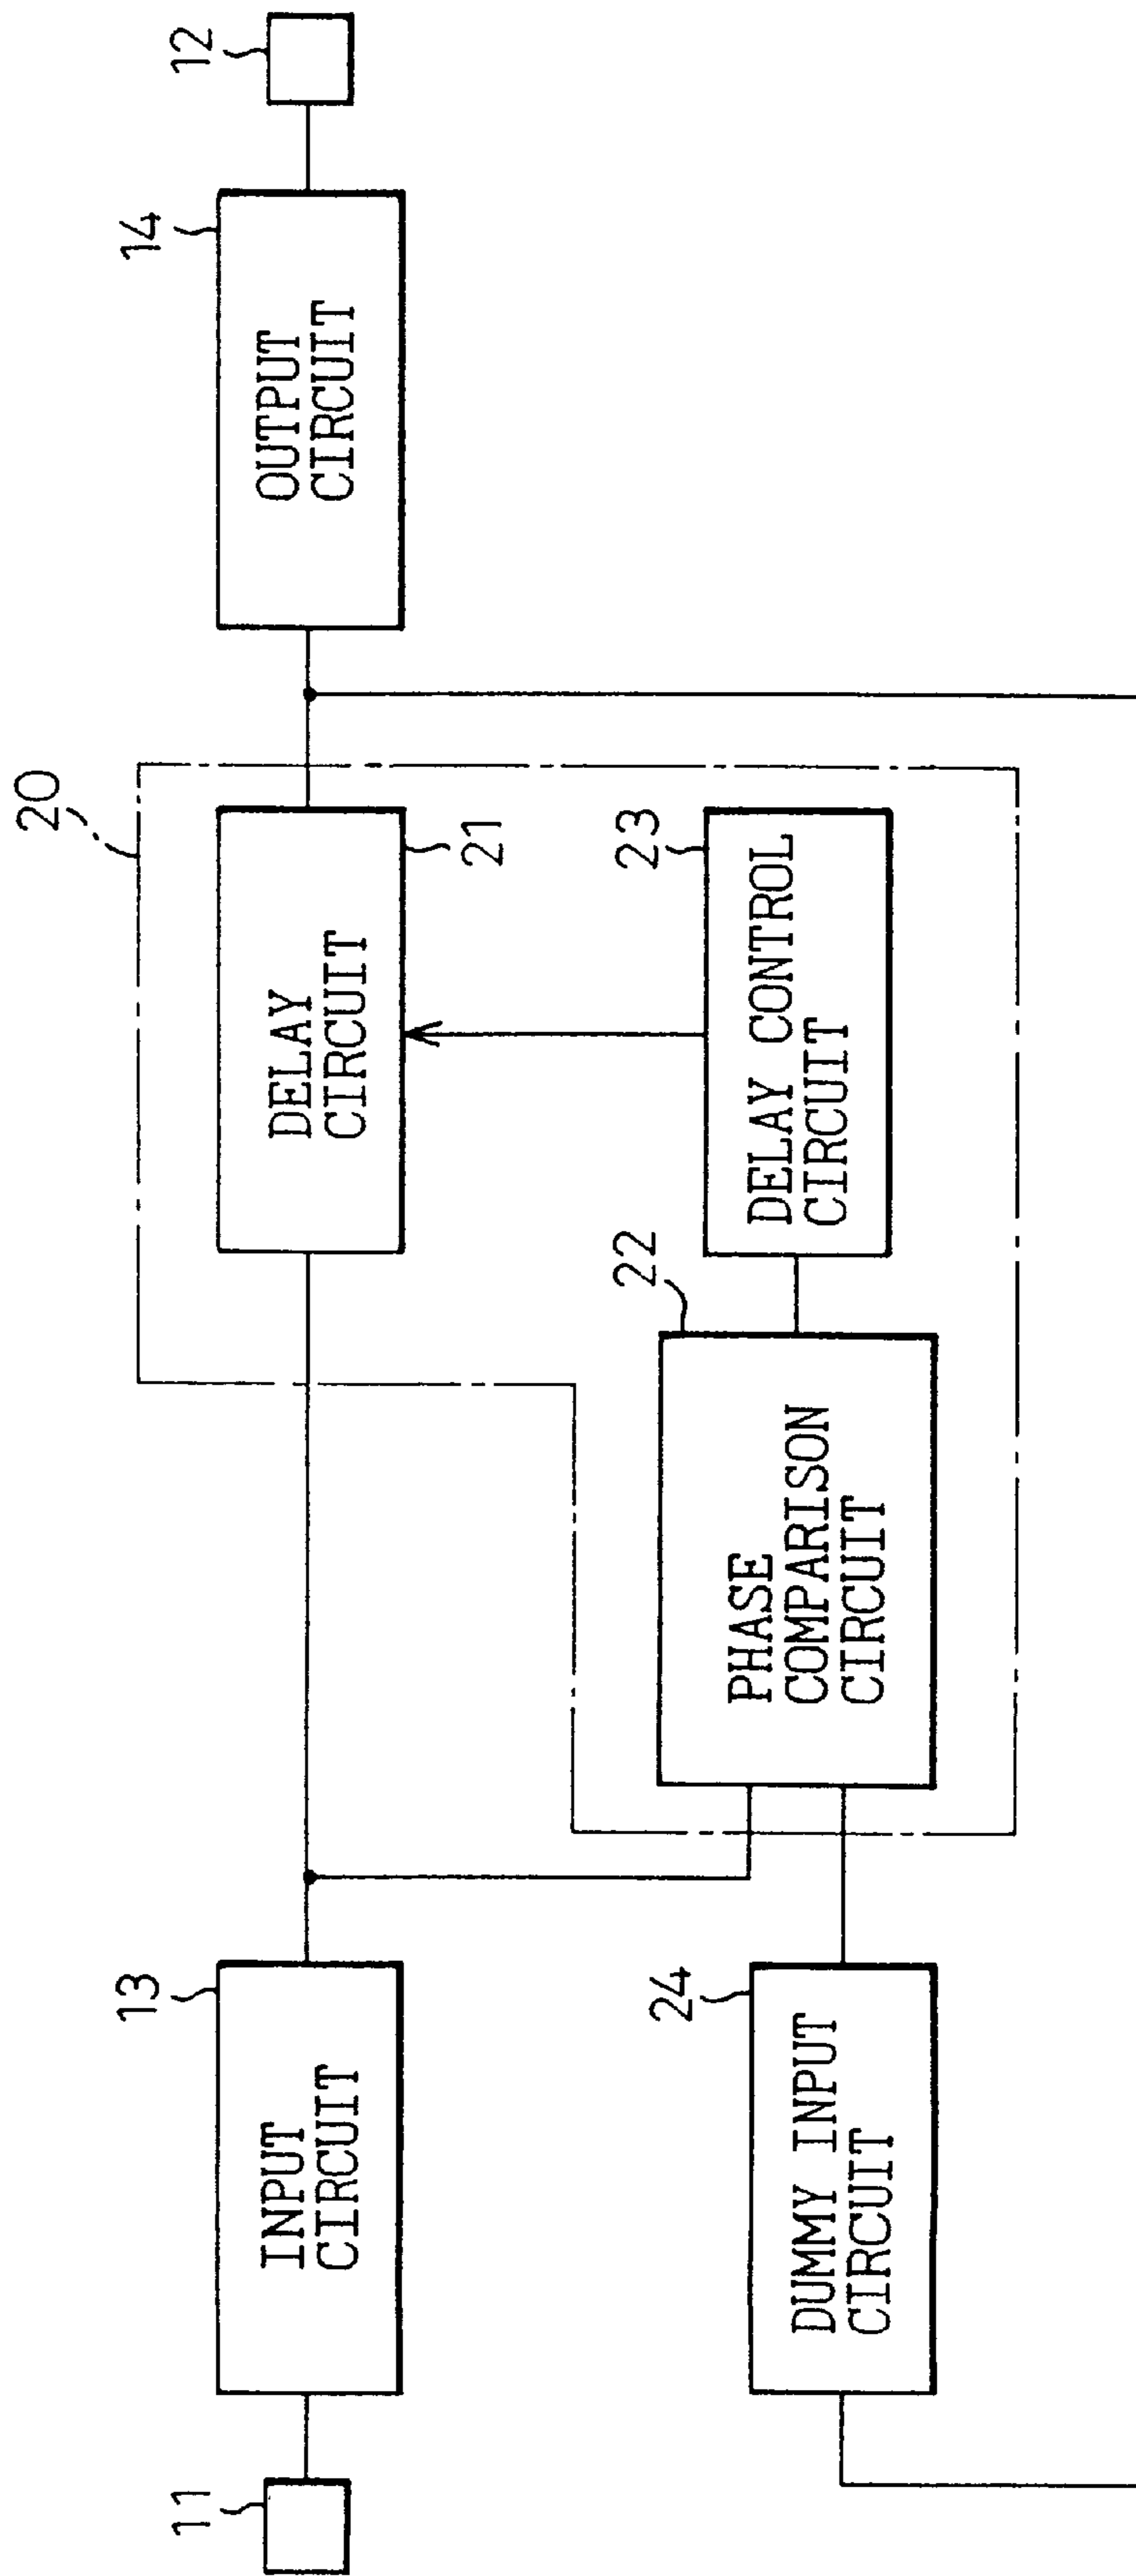 20
11
INPUT
CIRCUIT
13
DELAY
CIRCUIT
21
OUTPUT
CIRCUIT
14
12
DUMMY INPUT
CIRCUIT
24
PHASE
COMPARISON
CIRCUIT
22
DELAY CONTROL
CIRCUIT
23